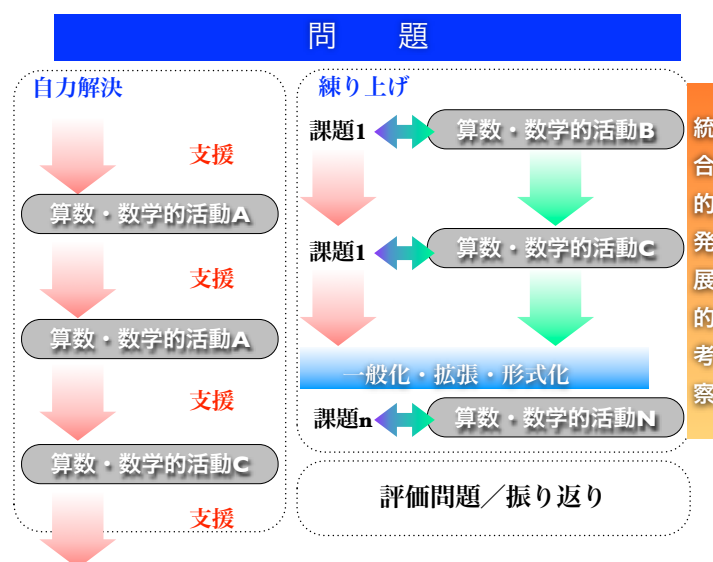 問　　題
自力解決
支援
算数・数学的活動A
支援
算数・数学的活動A
支援
算数・数学的活動C
支援
練り上げ
課題1
算数・数学的活動B
課題1
算数・数学的活動C
一般化・拡張・形式化
課題n
算数・数学的活動N
評価問題／振り返り
統合的発展的考察